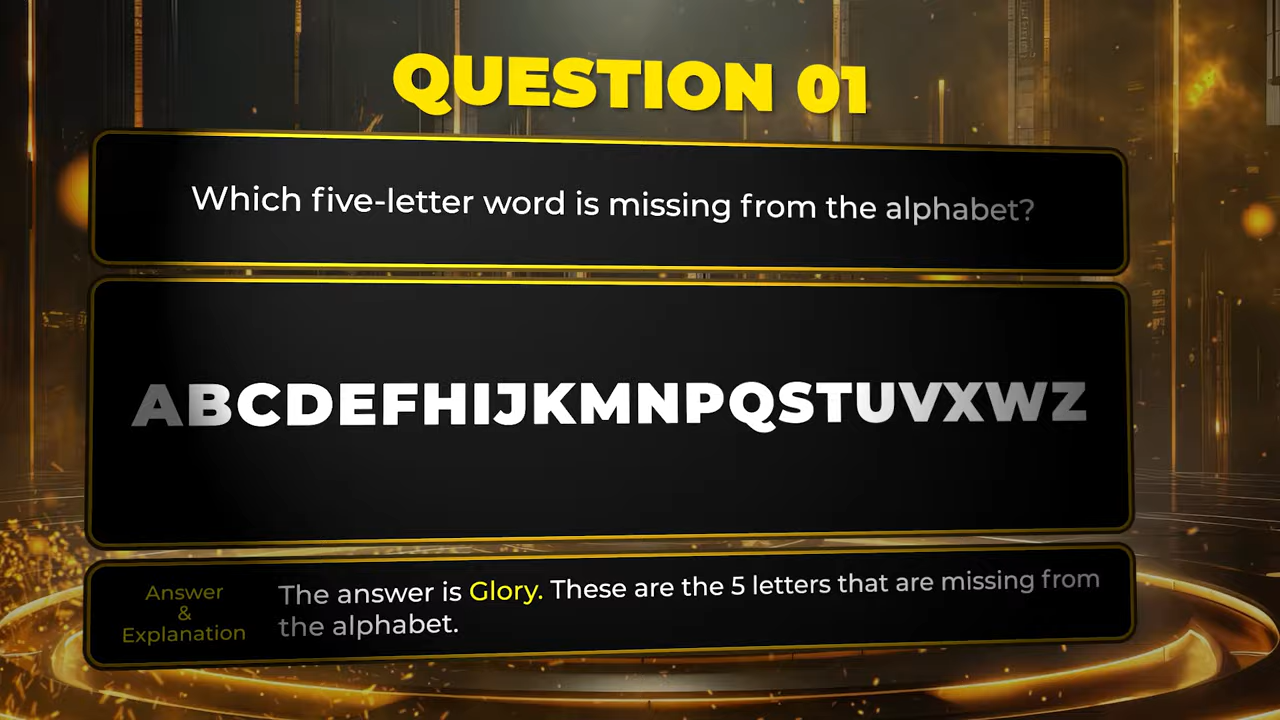 QUESTION 01
Which five-letter word is missing from the alphabet?
ABCDEFHIJKMNPQSTUVXWZ
Answer
&
Explanation
The answer is Glory. These are the 5 letters that are missing from
the alphabet.